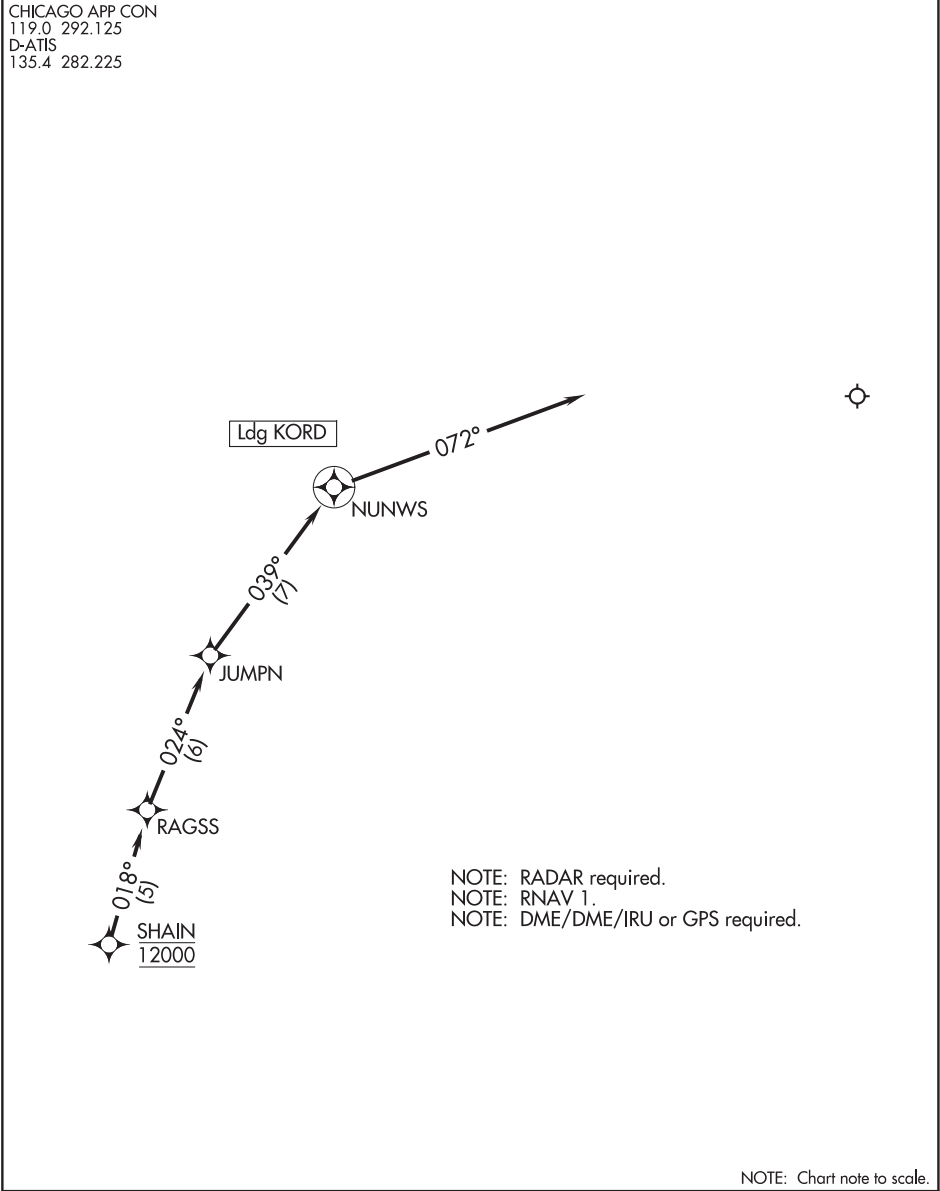 CHICAGO APP CON
119.0 292.125
D-ATIS
135.4 282.225
Ldg KORD
072°
NUNWS
039°
(7)
JUMPN
024°
(6)
RAGSS
018°
(5)
SHAIN
12000
NOTE: RADAR required.
NOTE: RNAV 1.
NOTE: DME/DME/IRU or GPS required.
NOTE: Chart note to scale.